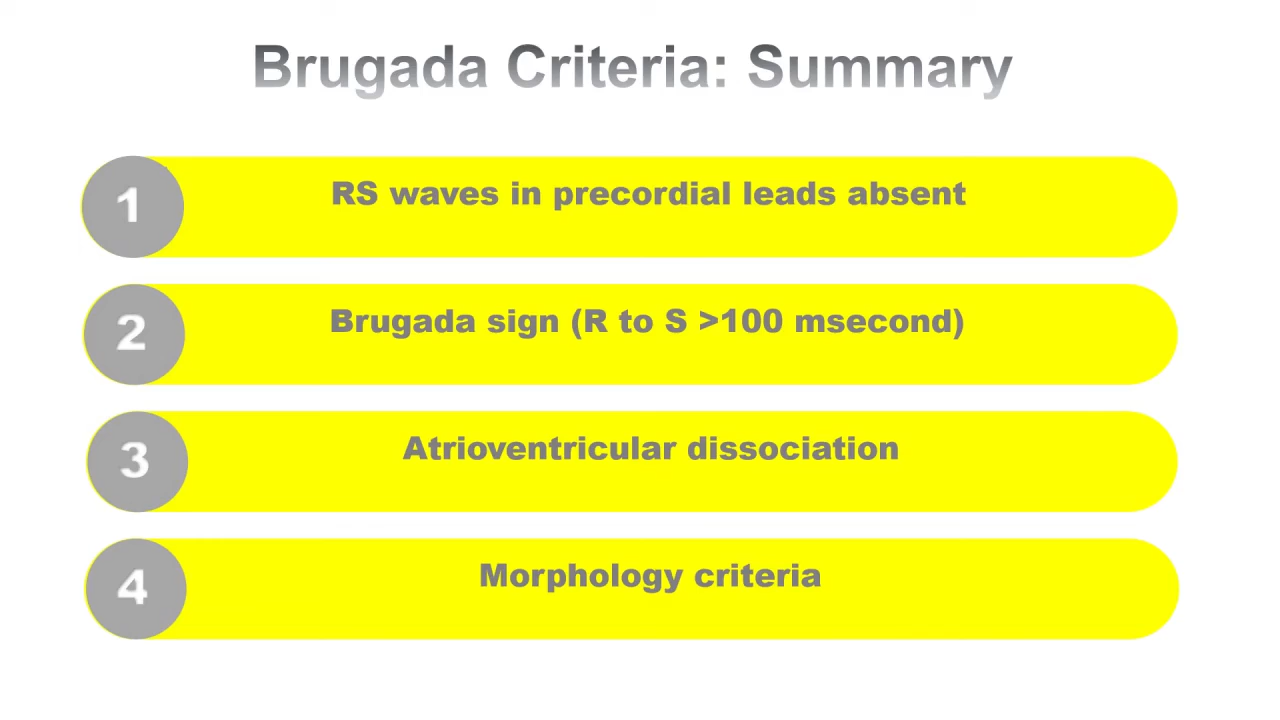 Brugada Criteria: Summary
1 RS waves in precordial leads absent
2 Brugada sign (R to S >100 msecond)
3 Atrioventricular dissociation
4 Morphology criteria